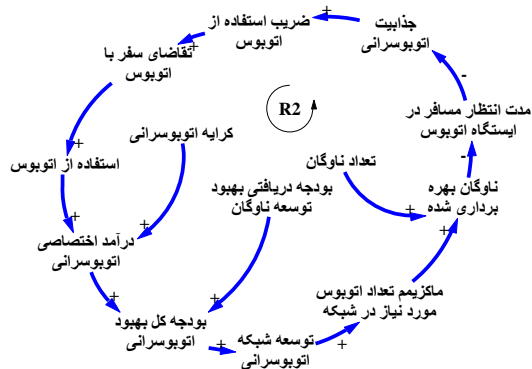 ضریب استفاده از
اتوبوس
جذابیت
اتوبوسرانی
تقاضای سفر با
اتوبوس
R2
مدت انتظار مسافر در
ایستگاه اتوبوس
کرایه اتوبوسرانی
تعداد ناوگان
استفاده از اتوبوس
بودجه دریافتی بهبود
توسعه ناوگان
ناوگان بهره
برداری شده
درآمد اختصاصی
اتوبوسرانی
ماکزیمم تعداد اتوبوس
مورد نیاز در شبکه
بودجه کل بهبود
اتوبوسرانی
توسعه شبکه
اتوبوسرانی
+
+
+
+
+
+
+
+
+
+
+
-
-